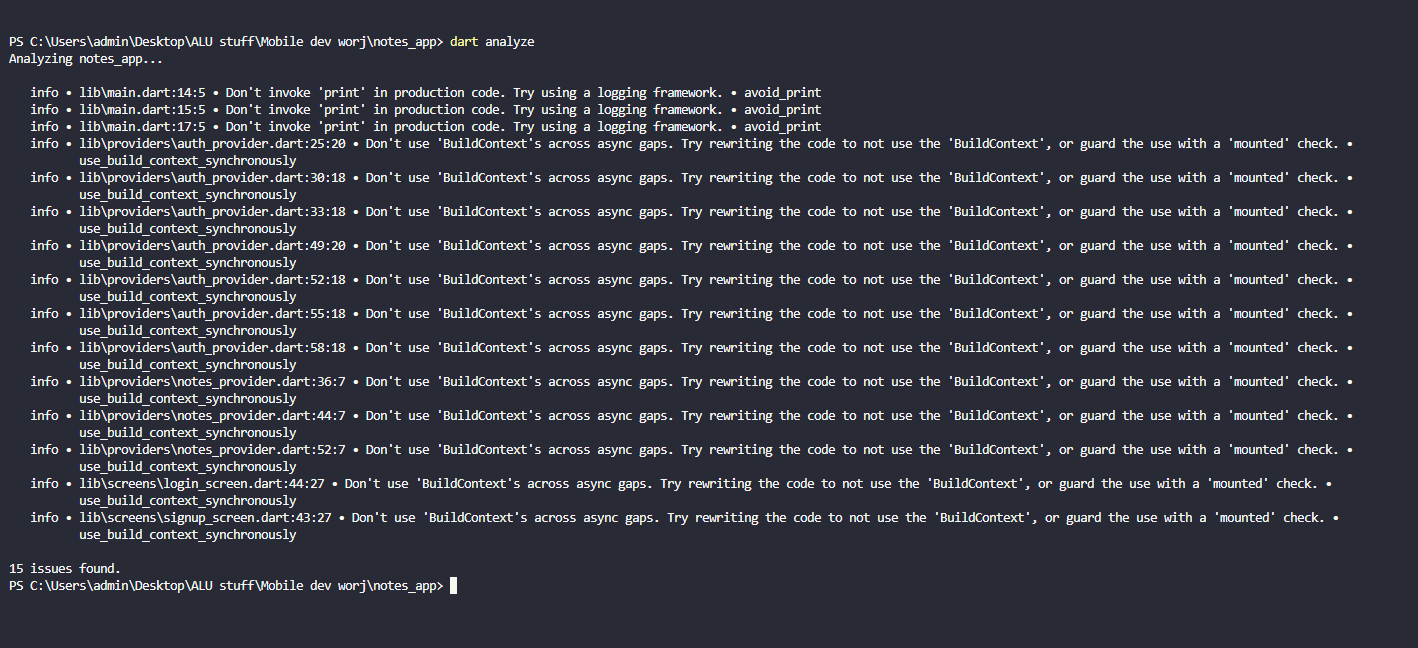 PS C:\Users\admin\Desktop\ALU stuff\Mobile dev worj\notes_app> dart analyze
Analyzing notes_app...
info • lib\main.dart:14:5 • Don't invoke 'print' in production code. Try using a logging framework. • avoid_print
info • lib\main.dart:15:5 • Don't invoke 'print' in production code. Try using a logging framework. • avoid_print
info • lib\main.dart:17:5 • Don't invoke 'print' in production code. Try using a logging framework. • avoid_print
info • lib\providers\auth_provider.dart:25:20 • Don't use 'BuildContext's across async gaps. Try rewriting the code to not use the 'BuildContext', or guard the use with a 'mounted' check. •
use_build_context_synchronously
info • lib\providers\auth_provider.dart:30:18 • Don't use 'BuildContext's across async gaps. Try rewriting the code to not use the 'BuildContext', or guard the use with a 'mounted' check. •
use_build_context_synchronously
info • lib\providers\auth_provider.dart:33:18 • Don't use 'BuildContext's across async gaps. Try rewriting the code to not use the 'BuildContext', or guard the use with a 'mounted' check. •
use_build_context_synchronously
info • lib\providers\auth_provider.dart:49:20 • Don't use 'BuildContext's across async gaps. Try rewriting the code to not use the 'BuildContext', or guard the use with a 'mounted' check. •
use_build_context_synchronously
info • lib\providers\auth_provider.dart:52:18 • Don't use 'BuildContext's across async gaps. Try rewriting the code to not use the 'BuildContext', or guard the use with a 'mounted' check. •
use_build_context_synchronously
info • lib\providers\auth_provider.dart:55:18 • Don't use 'BuildContext's across async gaps. Try rewriting the code to not use the 'BuildContext', or guard the use with a 'mounted' check. •
use_build_context_synchronously
info • lib\providers\auth_provider.dart:58:18 • Don't use 'BuildContext's across async gaps. Try rewriting the code to not use the 'BuildContext', or guard the use with a 'mounted' check. •
use_build_context_synchronously
info • lib\providers\notes_provider.dart:36:7 • Don't use 'BuildContext's across async gaps. Try rewriting the code to not use the 'BuildContext', or guard the use with a 'mounted' check. •
use_build_context_synchronously
info • lib\providers\notes_provider.dart:44:7 • Don't use 'BuildContext's across async gaps. Try rewriting the code to not use the 'BuildContext', or guard the use with a 'mounted' check. •
use_build_context_synchronously
info • lib\providers\notes_provider.dart:52:7 • Don't use 'BuildContext's across async gaps. Try rewriting the code to not use the 'BuildContext', or guard the use with a 'mounted' check. •
use_build_context_synchronously
info • lib\screens\login_screen.dart:44:27 • Don't use 'BuildContext's across async gaps. Try rewriting the code to not use the 'BuildContext', or guard the use with a 'mounted' check. •
use_build_context_synchronously
info • lib\screens\signup_screen.dart:43:27 • Don't use 'BuildContext's across async gaps. Try rewriting the code to not use the 'BuildContext', or guard the use with a 'mounted' check. •
use_build_context_synchronously
15 issues found.
PS C:\Users\admin\Desktop\ALU stuff\Mobile dev worj\notes_app>